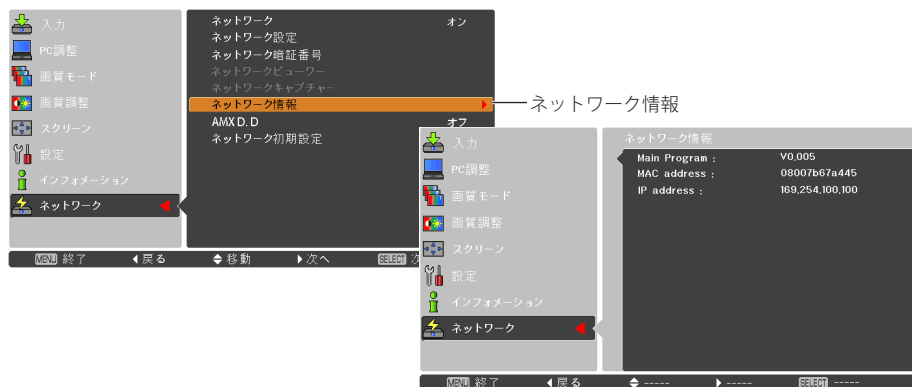 入力
PC調整
画質モード
画質調整
スクリーン
設定
インフォメーション
ネットワーク
ネットワーク オン
ネットワーク設定
ネットワーク暗証番号
ネットワークビューワー
ネットワークキャプチャー
ネットワーク情報
AMX D. D オフ
ネットワーク初期設定
MENU 終了 戻る 移動 次へ SELECT
ネットワーク情報
入力
PC調整
画質モード
画質調整
スクリーン
設定
インフォメーション
ネットワーク
ネットワーク情報
Main Program : V0,005
MAC address : 08007b67a445
IP address : 169,254,100,100
MENU 終了 戻る ----- ----- SELECT -----